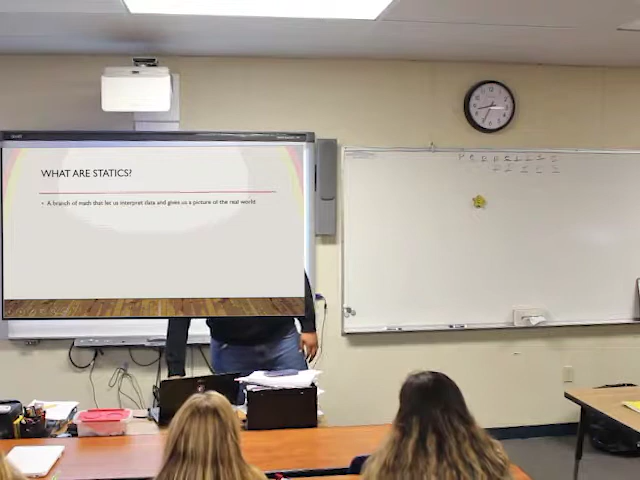 WHAT ARE STATICS?
• A branch of math that let us interpret data and gives us a picture of the real world